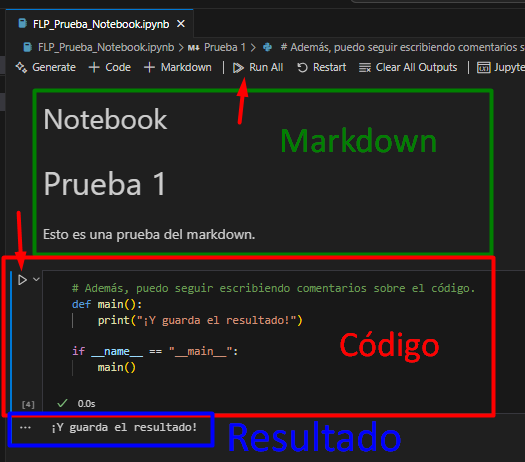 FLP_Prueba_Notebook.ipynb ×
FLP_Prueba_Notebook.ipynb > M↓ Prueba 1 > # Además, puedo seguir escribiendo comentarios s
Generate + Code + Markdown | Run All Restart Clear All Outputs | Jupyte
Notebook
Markdown
Prueba 1
Esto es una prueba del markdown.
# Además, puedo seguir escribiendo comentarios sobre el código.
def main():
print("¡Y guarda el resultado!")
Código
if __name__ == "__main__":
main()
[4] ✓ 0.0s
... ¡Y guarda el resultado!
Resultado